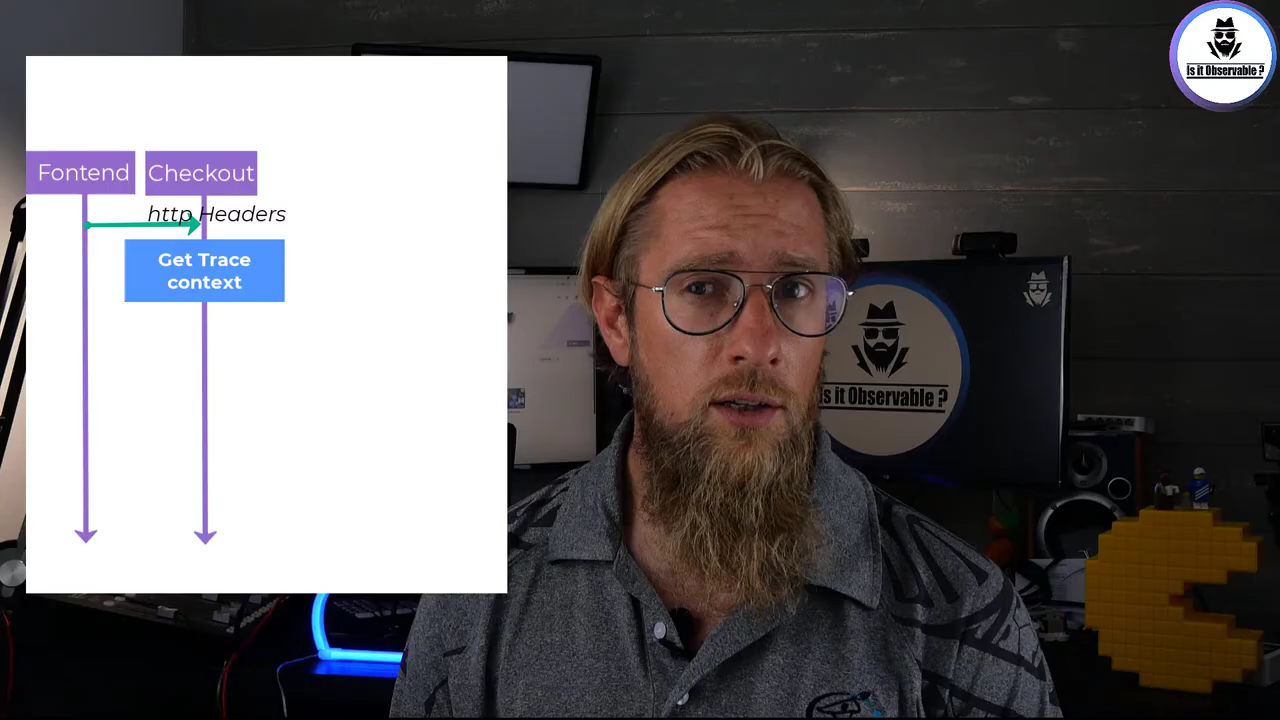 is it Observable ?
Fontend
Checkout
http Headers
Get Trace
context
is it Observable ?